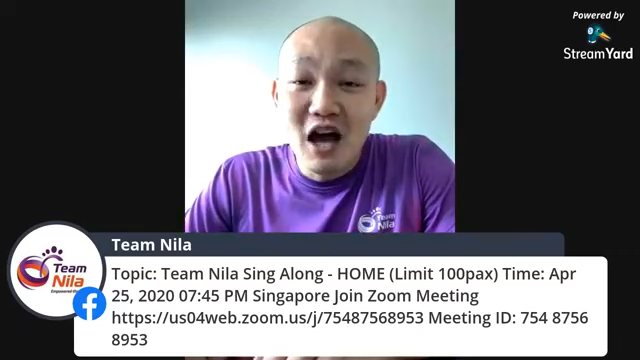 Powered by
StreamYard
Team
Nila
Team Nila
Team
Nila
Topic: Team Nila Sing Along - HOME (Limit 100pax) Time: Apr
25, 2020 07:45 PM Singapore Join Zoom Meeting
https://us04web.zoom.us/j/75487568953 Meeting ID: 754 8756
8953